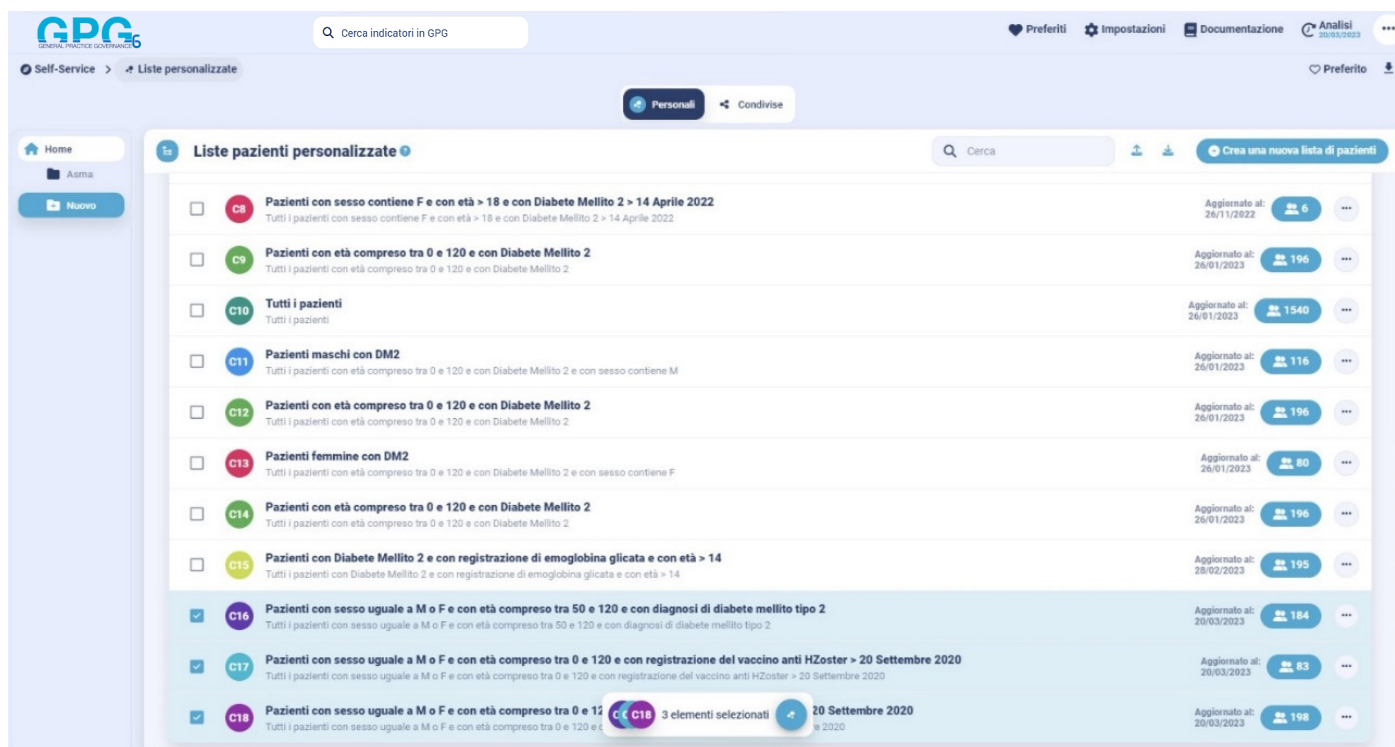 GPG6
GENERAL PRACTICE GOVERNANCE
Cerca indicatori in GPG
Preferiti
Impostazioni
Documentazione
Analisi
20/03/2023
Self-Service > Liste personalizzate
Preferito
Personali
Condivise
Home
Asma
Nuovo
Liste pazienti personalizzate
Cerca
Crea una nuova lista di pazienti
C8
Pazienti con sesso contiene F e con età > 18 e con Diabete Mellito 2 > 14 Aprile 2022
Tutti i pazienti con sesso contiene F e con età > 18 e con Diabete Mellito 2 > 14 Aprile 2022
Aggiornato al:
26/11/2022
6
C9
Pazienti con età compreso tra 0 e 120 e con Diabete Mellito 2
Tutti i pazienti con età compreso tra 0 e 120 e con Diabete Mellito 2
Aggiornato al:
26/01/2023
196
C10
Tutti i pazienti
Tutti i pazienti
Aggiornato al:
26/01/2023
1540
C11
Pazienti maschi con DM2
Tutti i pazienti con età compreso tra 0 e 120 e con Diabete Mellito 2 e con sesso contiene M
Aggiornato al:
26/01/2023
116
C12
Pazienti con età compreso tra 0 e 120 e con Diabete Mellito 2
Tutti i pazienti con età compreso tra 0 e 120 e con Diabete Mellito 2
Aggiornato al:
26/01/2023
196
C13
Pazienti femmine con DM2
Tutti i pazienti con età compreso tra 0 e 120 e con Diabete Mellito 2 e con sesso contiene F
Aggiornato al:
26/01/2023
80
C14
Pazienti con età compreso tra 0 e 120 e con Diabete Mellito 2
Tutti i pazienti con età compreso tra 0 e 120 e con Diabete Mellito 2
Aggiornato al:
26/01/2023
196
C15
Pazienti con Diabete Mellito 2 e con registrazione di emoglobina glicata e con età > 14
Tutti i pazienti con Diabete Mellito 2 e con registrazione di emoglobina glicata e con età > 14
Aggiornato al:
28/02/2023
195
C16
Pazienti con sesso uguale a M o F e con età compreso tra 50 e 120 e con diagnosi di diabete mellito tipo 2
Tutti i pazienti con sesso uguale a M o F e con età compreso tra 50 e 120 e con diagnosi di diabete mellito tipo 2
Aggiornato al:
20/03/2023
184
C17
Pazienti con sesso uguale a M o F e con età compreso tra 0 e 120 e con registrazione del vaccino anti HZoster > 20 Settembre 2020
Tutti i pazienti con sesso uguale a M o F e con età compreso tra 0 e 120 e con registrazione del vaccino anti HZoster > 20 Settembre 2020
Aggiornato al:
20/03/2023
83
C18
Pazienti con sesso uguale a M o F e con età compreso tra 0 e 12 20 Settembre 2020
Tutti i pazienti con sesso uguale a M o F e con età compreso tra 0 e 120 e c e 2020
Aggiornato al:
20/03/2023
198
C C C18 3 elementi selezionati